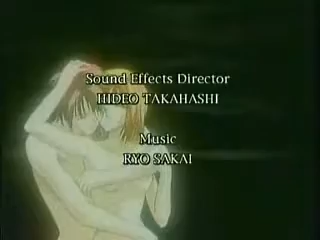 Sound Effects Director
HIDEO TAKAHASHI
Music
RYO SAKAI